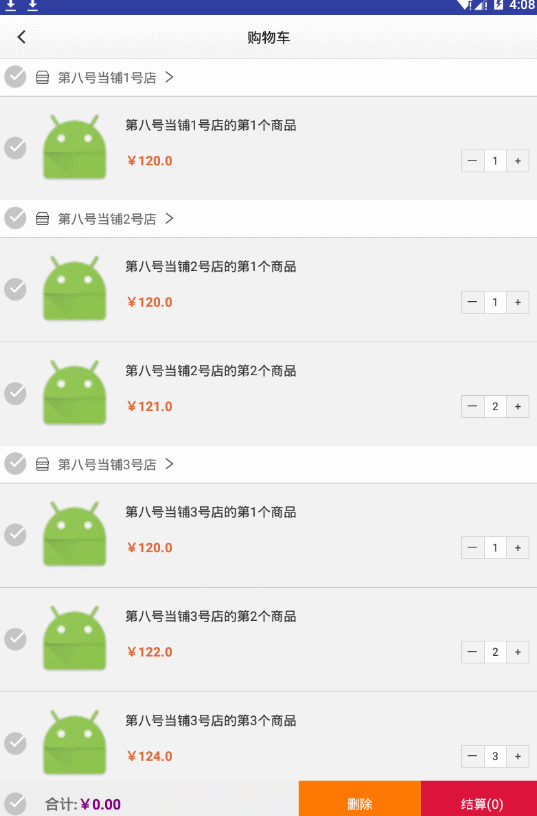 4:08
购物车
第八号当铺1号店
第八号当铺1号店的第1个商品
¥120.0
— 1 +
第八号当铺2号店
第八号当铺2号店的第1个商品
¥120.0
— 1 +
第八号当铺2号店的第2个商品
¥121.0
— 2 +
第八号当铺3号店
第八号当铺3号店的第1个商品
¥120.0
— 1 +
第八号当铺3号店的第2个商品
¥122.0
— 2 +
第八号当铺3号店的第3个商品
¥124.0
— 3 +
合计:¥0.00 删除 结算(0)